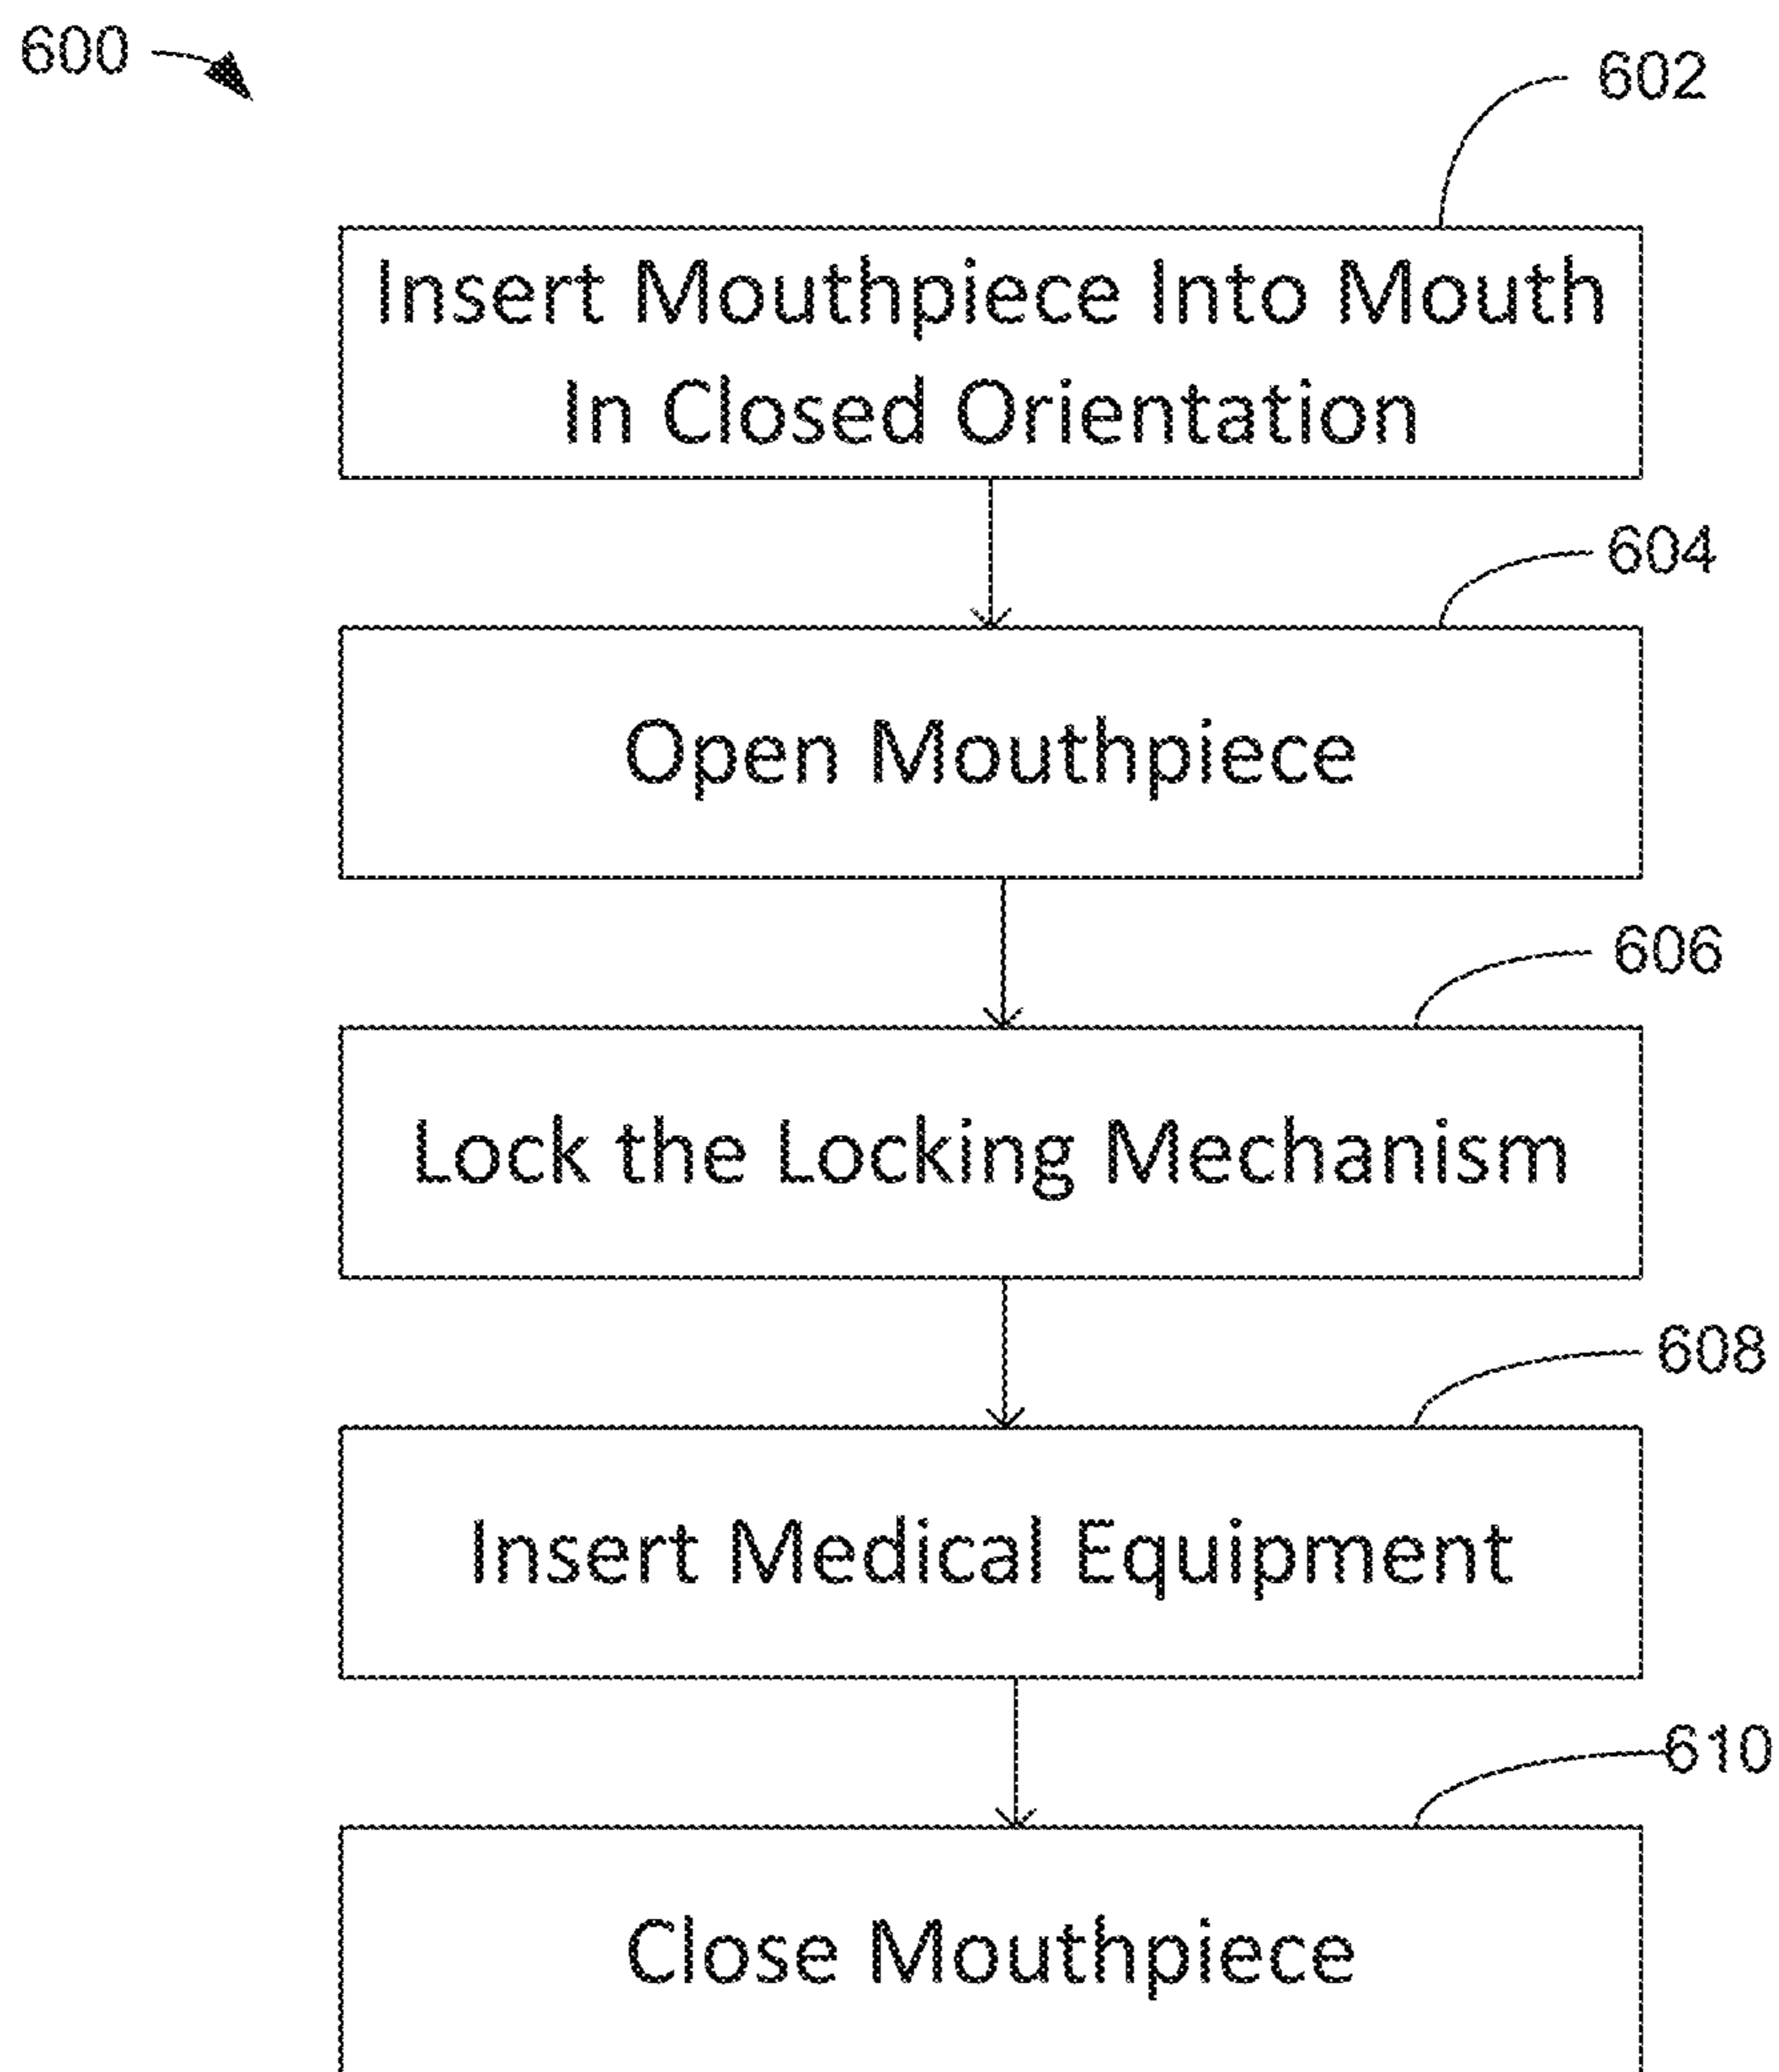 600
602
Insert Mouthpiece Into Mouth
In Closed Orientation
604
Open Mouthpiece
606
Lock the Locking Mechanism
608
Insert Medical Equipment
610
Close Mouthpiece